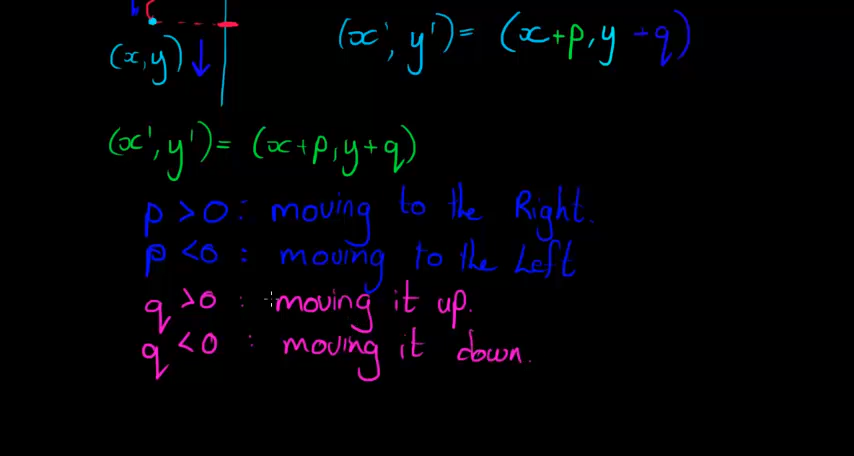 (x', y') = (x+p, y -q)
(x, y)
(x', y') = (x+p, y+q)
p >0 : moving to the Right.
p <0 : moving to the Left
q >0 : moving it up.
q <0 : moving it down.